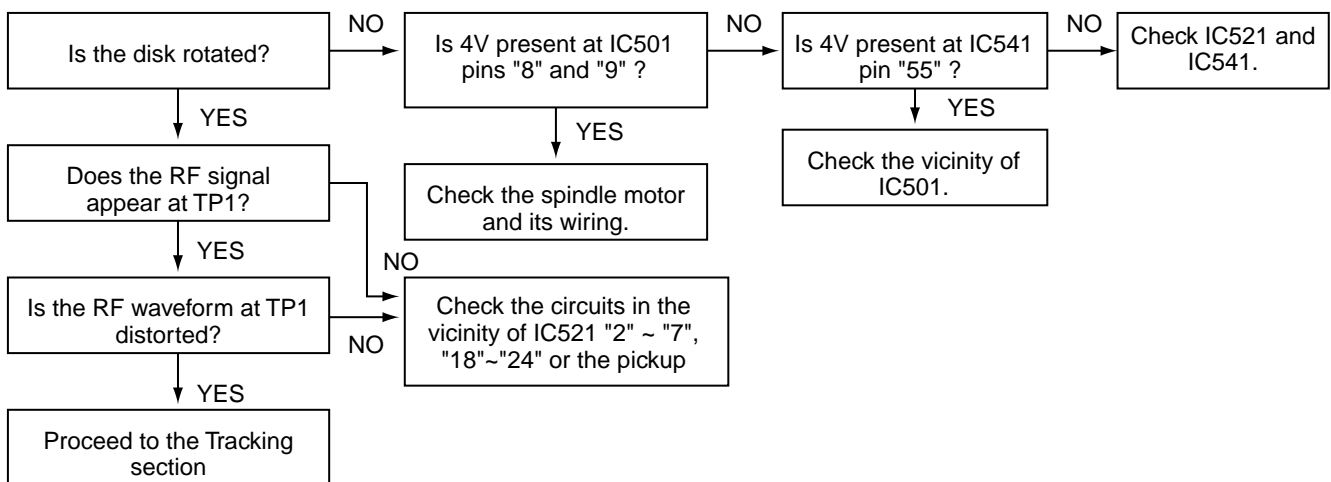 Is the disk rotated?
NO
Is 4V present at IC501
pins "8" and "9" ?
NO
Is 4V present at IC541
pin "55" ?
NO
Check IC521 and
IC541.
YES
YES
YES
Does the RF signal
appear at TP1?
Check the spindle motor
and its wiring.
Check the vicinity of
IC501.
YES
NO
Is the RF waveform at TP1
distorted?
NO
Check the circuits in the
vicinity of IC521 "2" ~ "7",
"18"~"24" or the pickup
YES
Proceed to the Tracking
section